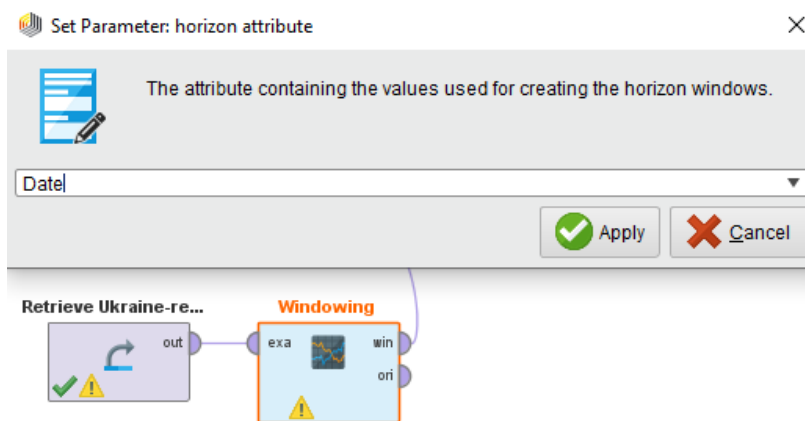 Set Parameter: horizon attribute
The attribute containing the values used for creating the horizon windows.
Date
Apply
Cancel
Retrieve Ukraine-re...
Windowing
out
exa
win
ori